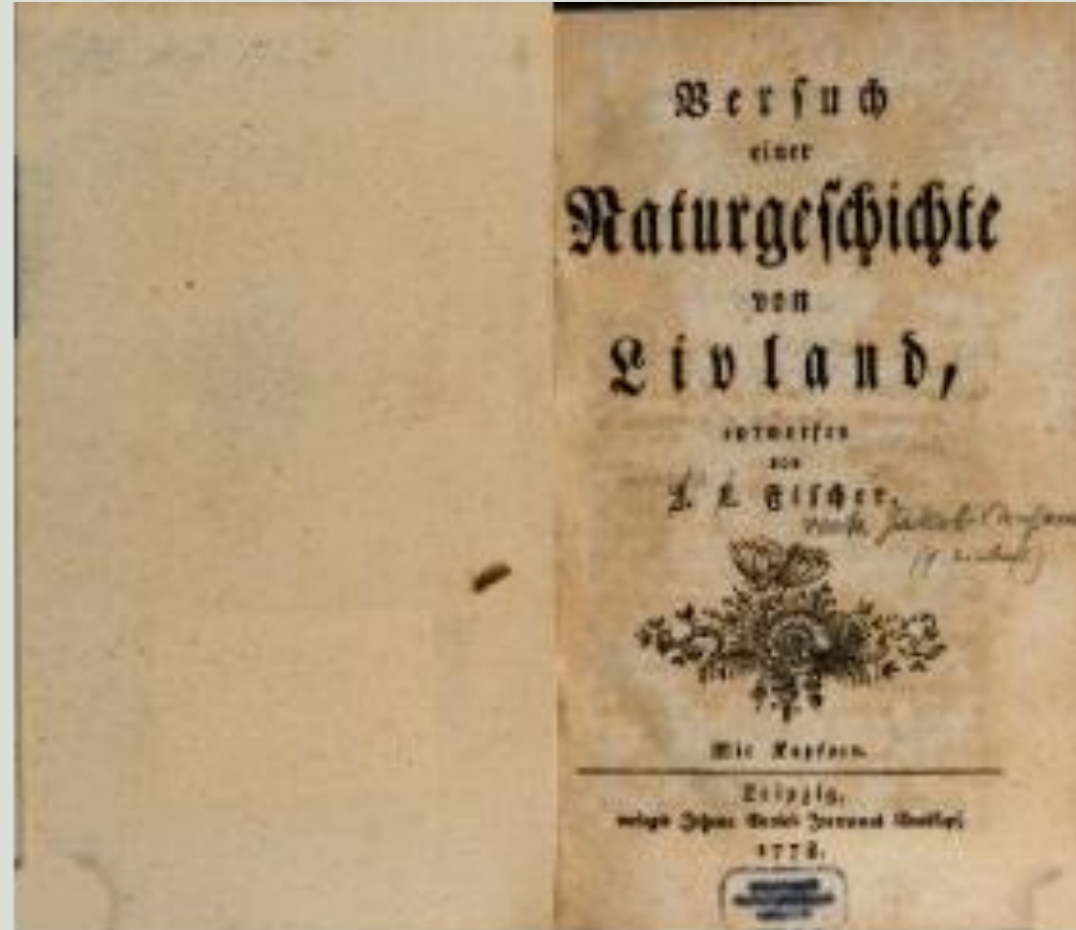 Versuch
einer
Naturgeschichte
von
Livland,
entworfen
von
J. L. Fischer.
Mit Kupfern.
Leipzig,
verlegts Johann Gottlob Immanuel Breitkopf,
1778.